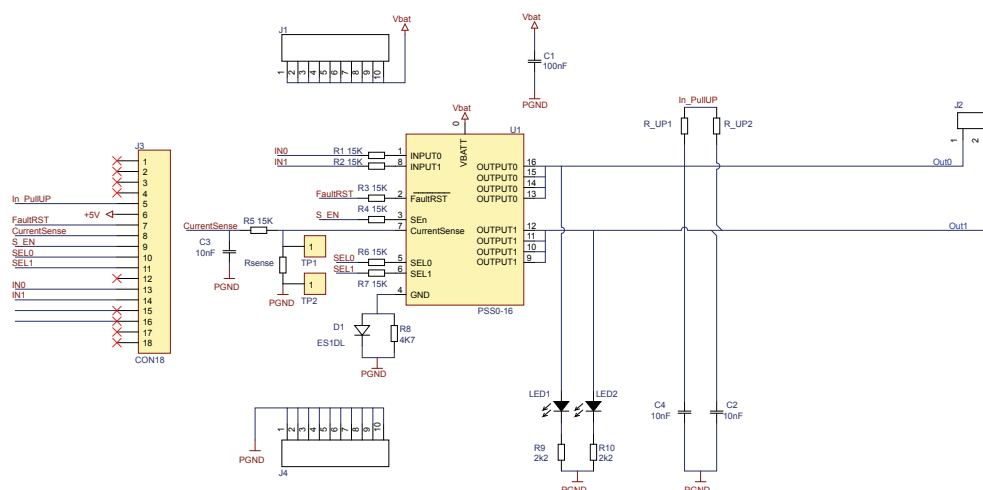 Vbat
J1
1 2 3 4 5 6 7 8 9 10
Vbat
C1
100nF
PGND
In_PullUP
R_UP1
R_UP2
J2
1
2
Vbat
0
U1
VBATT
IN0
R1 15K
1
INPUT0
IN1
R2 15K
8
INPUT1
FaultRST
R3 15K
2
FaultRST
S_EN
R4 15K
3
SEn
CurrentSense
R5 15K
7
CurrentSense
SEL0
R6 15K
5
SEL0
SEL1
R7 15K
6
SEL1
4
GND
OUTPUT0
16
OUTPUT0
15
OUTPUT0
14
OUTPUT0
13
OUTPUT1
12
OUTPUT1
11
OUTPUT1
10
OUTPUT1
9
Out0
Out1
PSS0-16
J3
1
2
3
4
In_PullUP
5
+5V
6
FaultRST
7
CurrentSense
8
S_EN
9
SEL0
10
SEL1
11
12
IN0
13
IN1
14
15
16
17
18
CON18
C3
10nF
PGND
Rsense
PGND
1
TP1
1
TP2
D1
ES1DL
R8
4K7
PGND
LED1
LED2
R9
2k2
R10
2k2
PGND
C4
10nF
C2
10nF
PGND
PGND
1 2 3 4 5 6 7 8 9 10
J4